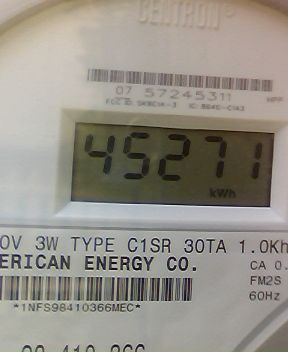 CENTRON®
07 57245311
45271
kWh
0V 3W TYPE C1SR 30TA 1.0Kh
ERICAN ENERGY CO.
CA 0.
FM2S
60Hz
*1NFS98410366MEC*